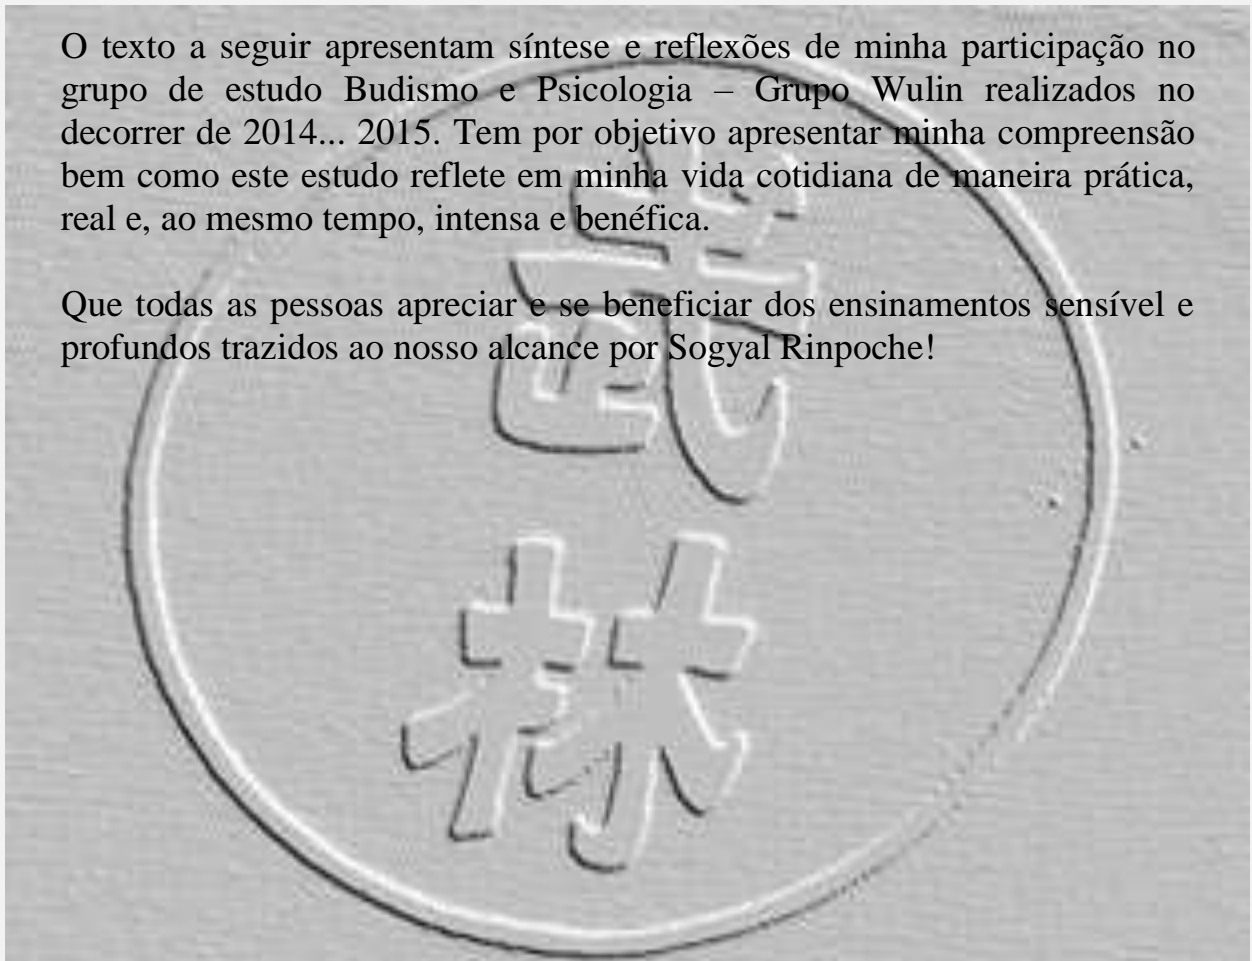 O texto a seguir apresentam síntese e reflexões de minha participação no
grupo de estudo Budismo e Psicologia – Grupo Wulin realizados no
decorrer de 2014... 2015. Tem por objetivo apresentar minha compreensão
bem como este estudo reflete em minha vida cotidiana de maneira prática,
real e, ao mesmo tempo, intensa e benéfica.
Que todas as pessoas apreciar e se beneficiar dos ensinamentos sensível e
profundos trazidos ao nosso alcance por Sogyal Rinpoche!
武
林